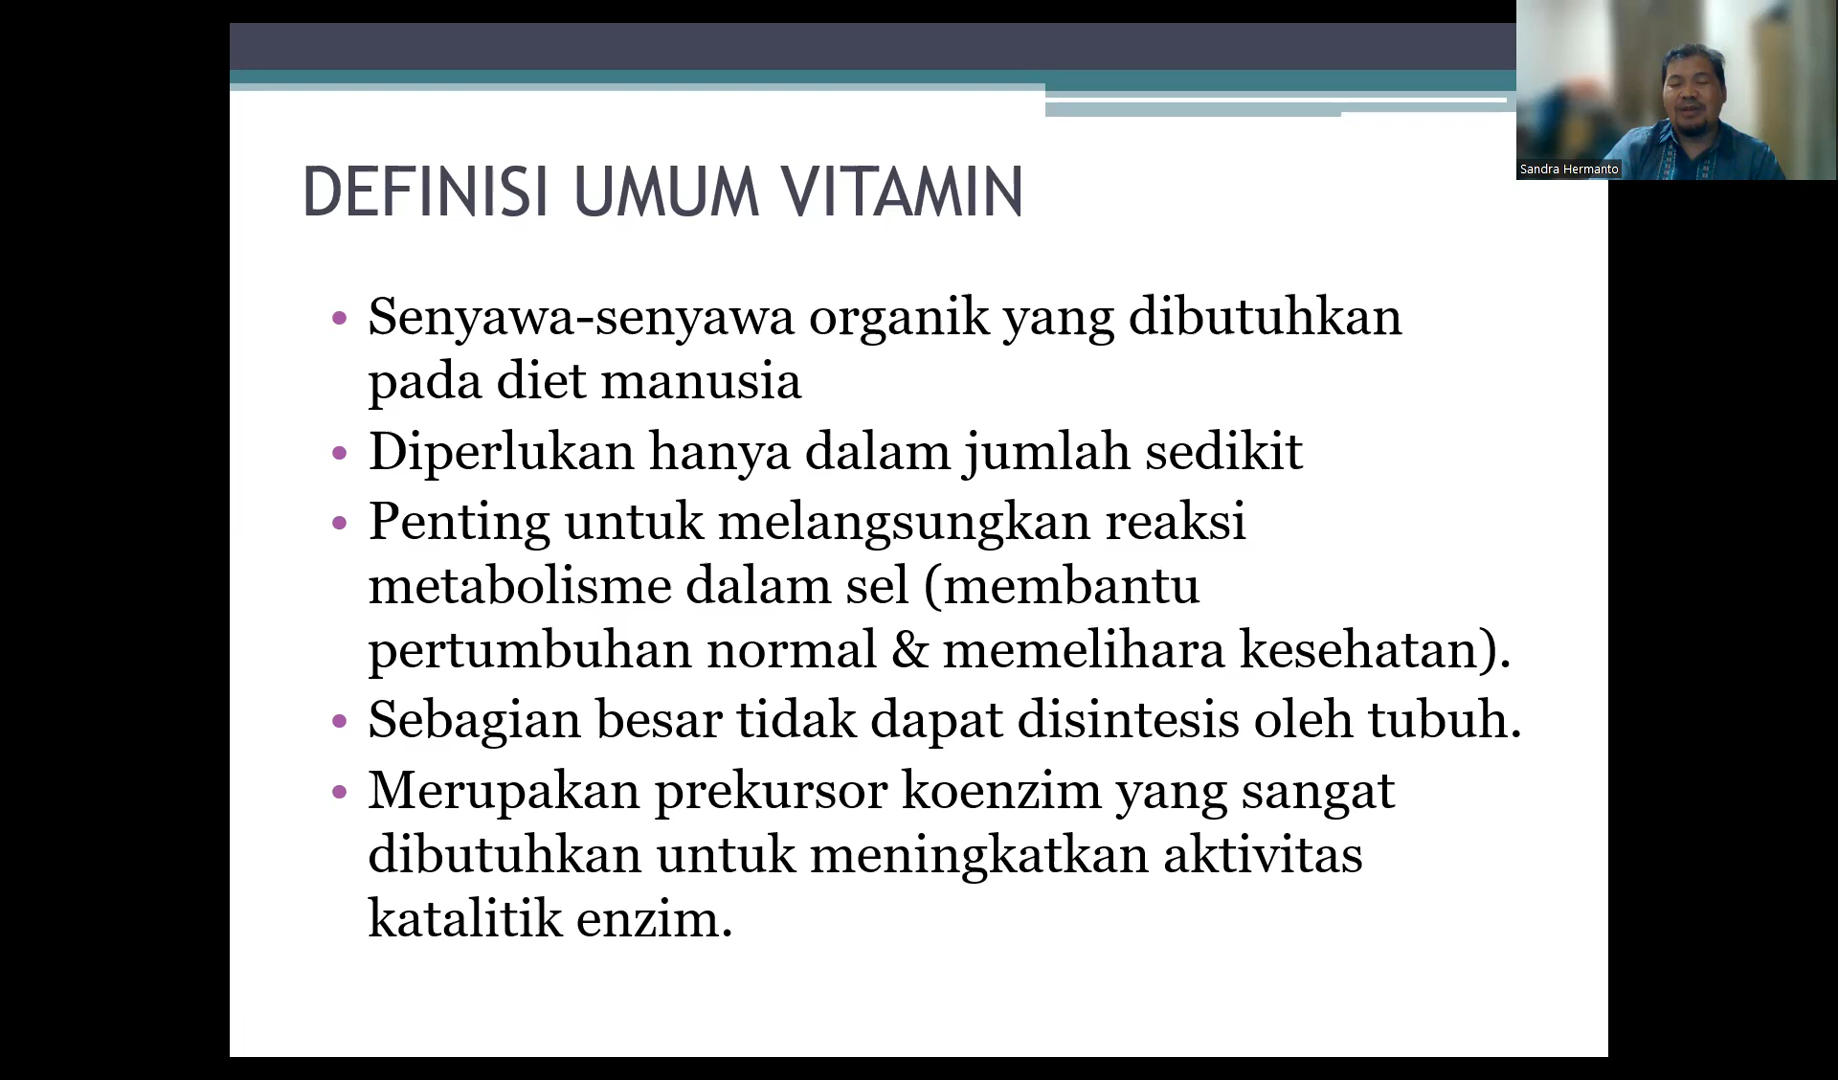 Sandra Hermanto
DEFINISI UMUM VITAMIN
• Senyawa-senyawa organik yang dibutuhkan
pada diet manusia
• Diperlukan hanya dalam jumlah sedikit
• Penting untuk melangsungkan reaksi
metabolisme dalam sel (membantu
pertumbuhan normal & memelihara kesehatan).
• Sebagian besar tidak dapat disintesis oleh tubuh.
• Merupakan prekursor koenzim yang sangat
dibutuhkan untuk meningkatkan aktivitas
katalitik enzim.